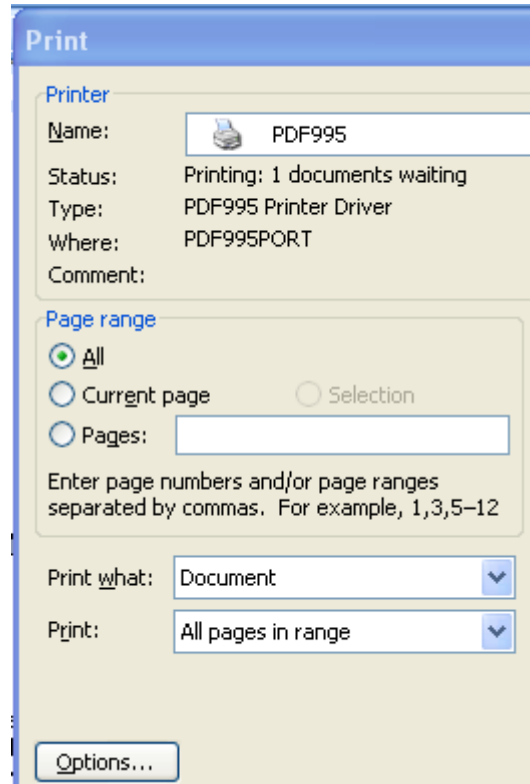 Print
Printer
Name: PDF995
Status: Printing: 1 documents waiting
Type: PDF995 Printer Driver
Where: PDF995PORT
Comment:
Page range
All
Current page Selection
Pages:
Enter page numbers and/or page ranges
separated by commas. For example, 1,3,5–12
Print what: Document
Print: All pages in range
Options...